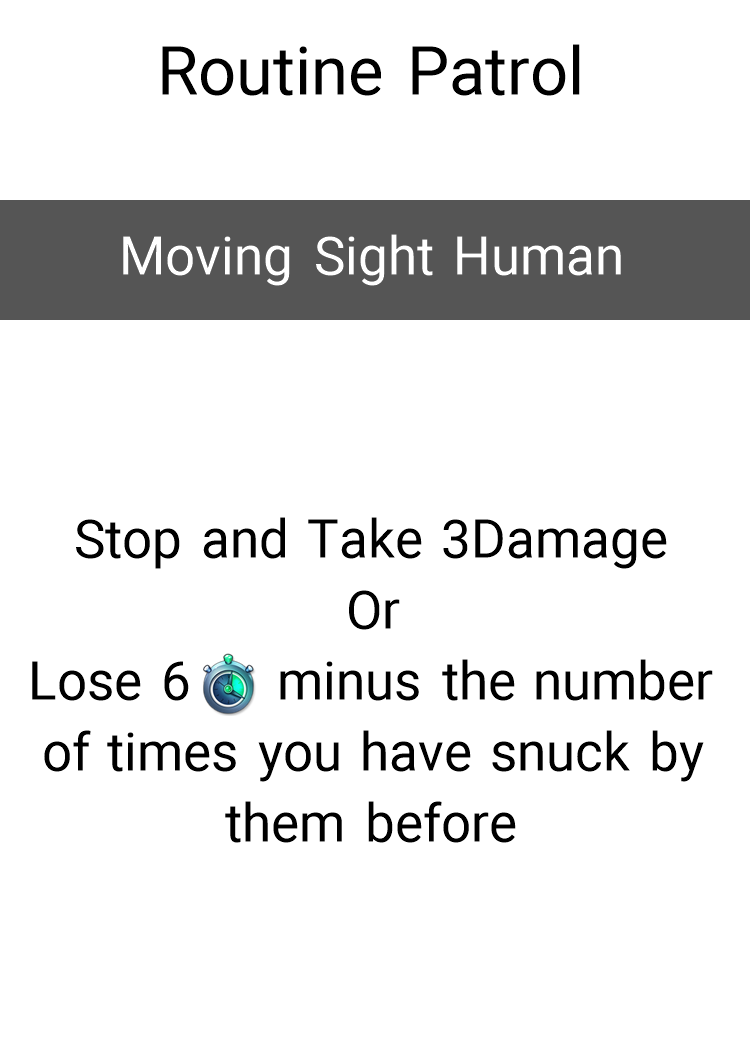 Routine Patrol
Moving Sight Human
Stop and Take 3Damage
Or
Lose 6 minus the number
of times you have snuck by
them before